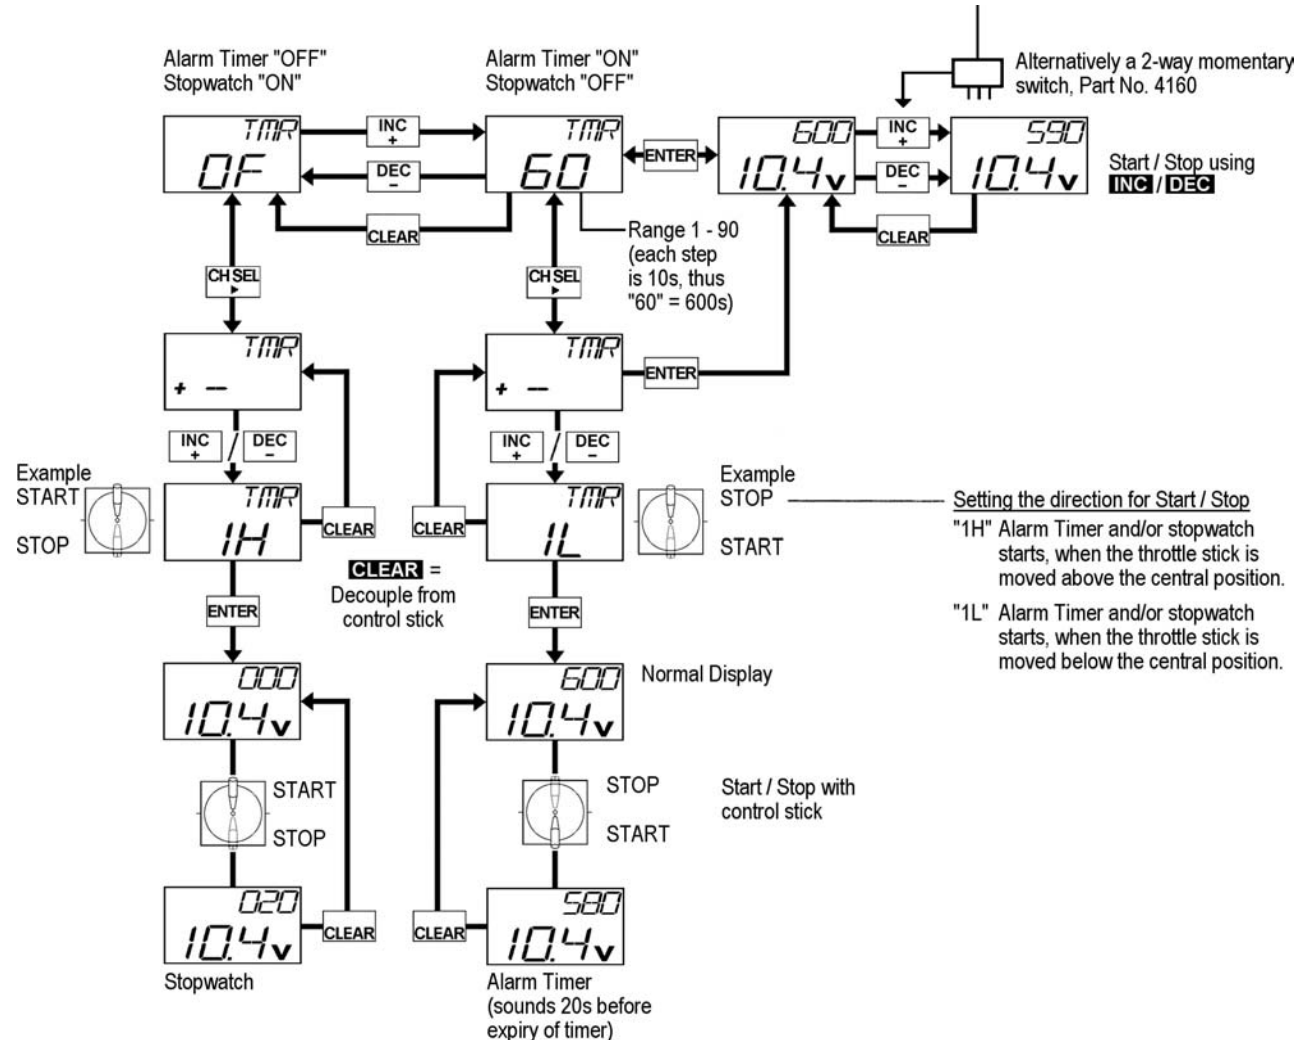 Alarm Timer "OFF"
Stopwatch "ON"
Alarm Timer "ON"
Stopwatch "OFF"
Alternatively a 2-way momentary
switch, Part No. 4160
TMR
OF
INC
+
DEC
–
CLEAR
TMR
60
ENTER
600
10.4v
INC
+
DEC
–
CLEAR
590
10.4v
Start / Stop using
INC / DEC
Range 1 - 90
(each step
is 10s, thus
"60" = 600s)
CH SEL
CH SEL
TMR
+ --
TMR
+ --
ENTER
INC
+
/
DEC
–
INC
+
/
DEC
–
Example
START
STOP
TMR
1H
CLEAR
CLEAR
TMR
1L
Example
STOP
START
Setting the direction for Start / Stop
"1H" Alarm Timer and/or stopwatch
starts, when the throttle stick is
moved above the central position.
"1L" Alarm Timer and/or stopwatch
starts, when the throttle stick is
moved below the central position.
CLEAR =
Decouple from
control stick
ENTER
ENTER
000
10.4v
600
10.4v
Normal Display
START
STOP
STOP
START
Start / Stop with
control stick
020
10.4v
CLEAR
CLEAR
580
10.4v
Stopwatch
Alarm Timer
(sounds 20s before
expiry of timer)